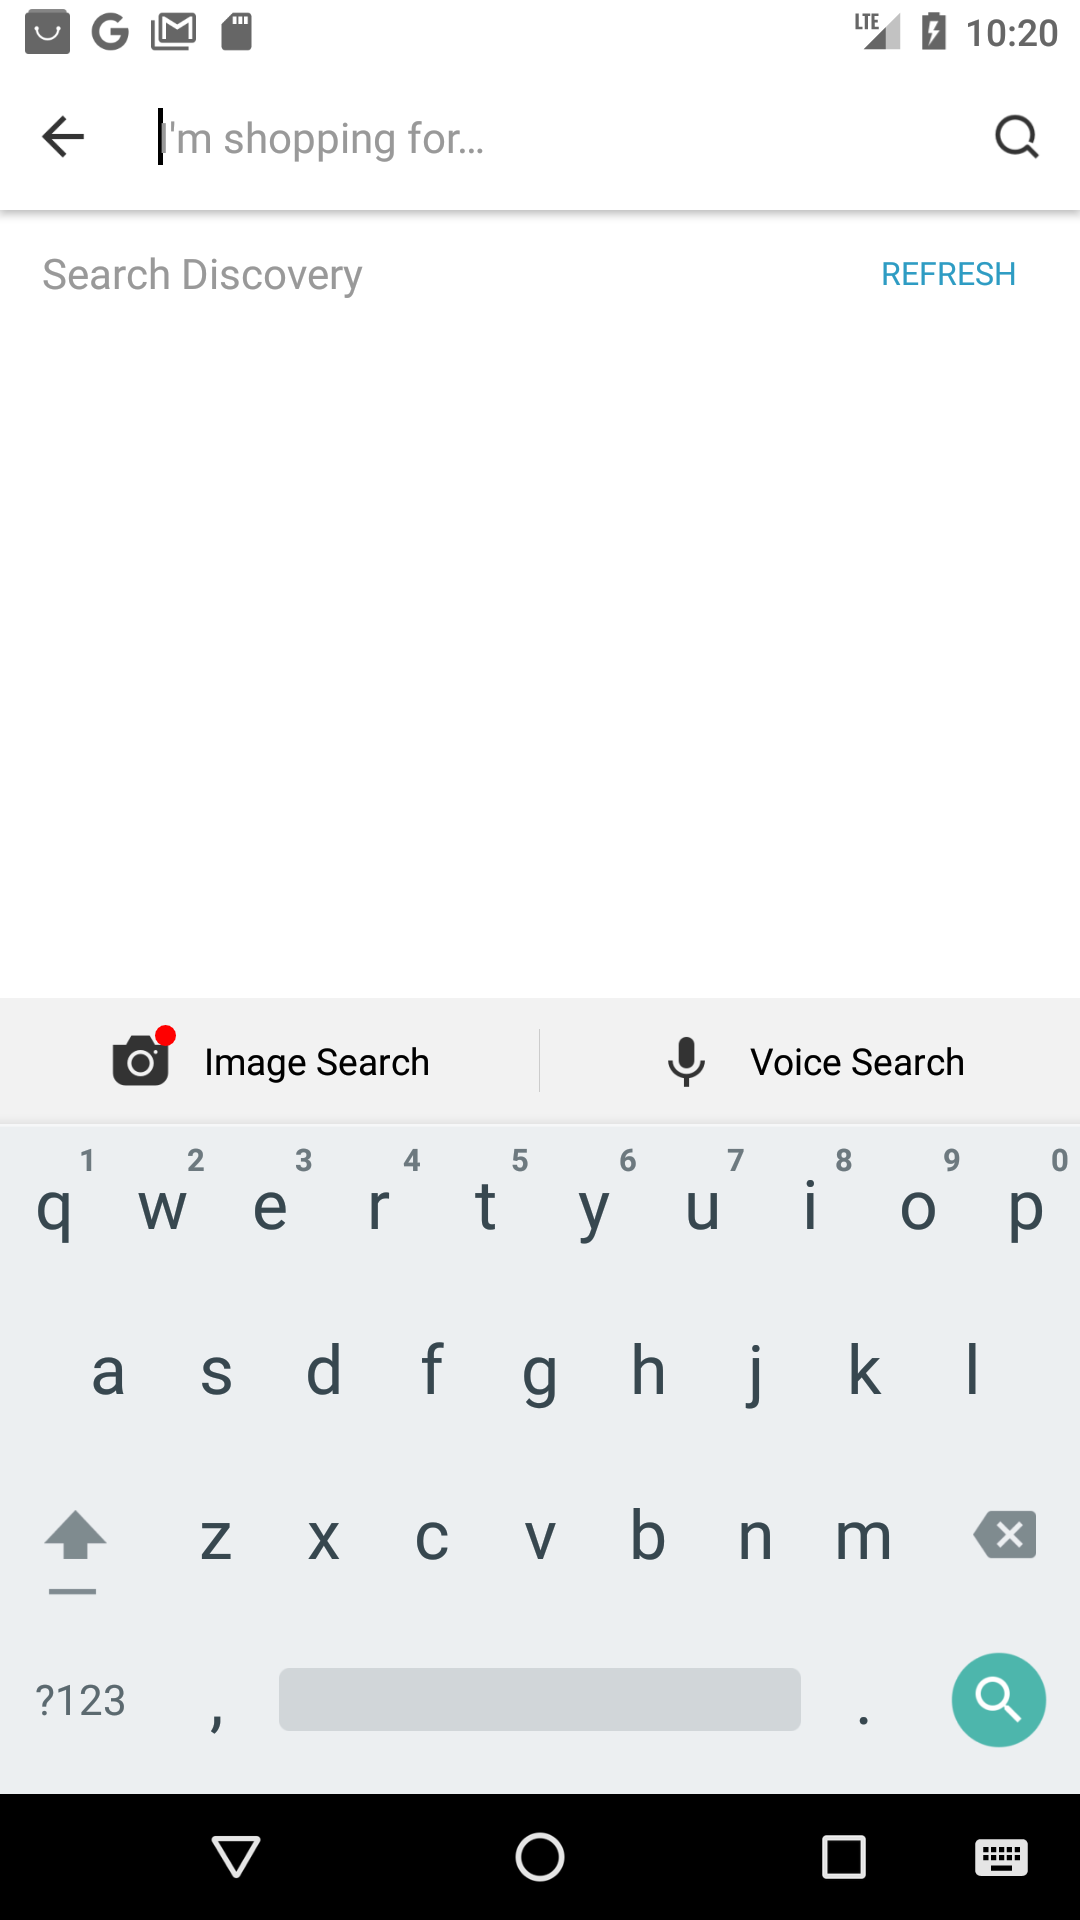 LTE 10:20
I'm shopping for...
Search Discovery REFRESH
Image Search Voice Search
1 2 3 4 5 6 7 8 9 0
q w e r t y u i o p
a s d f g h j k l
z x c v b n m
?123 , .